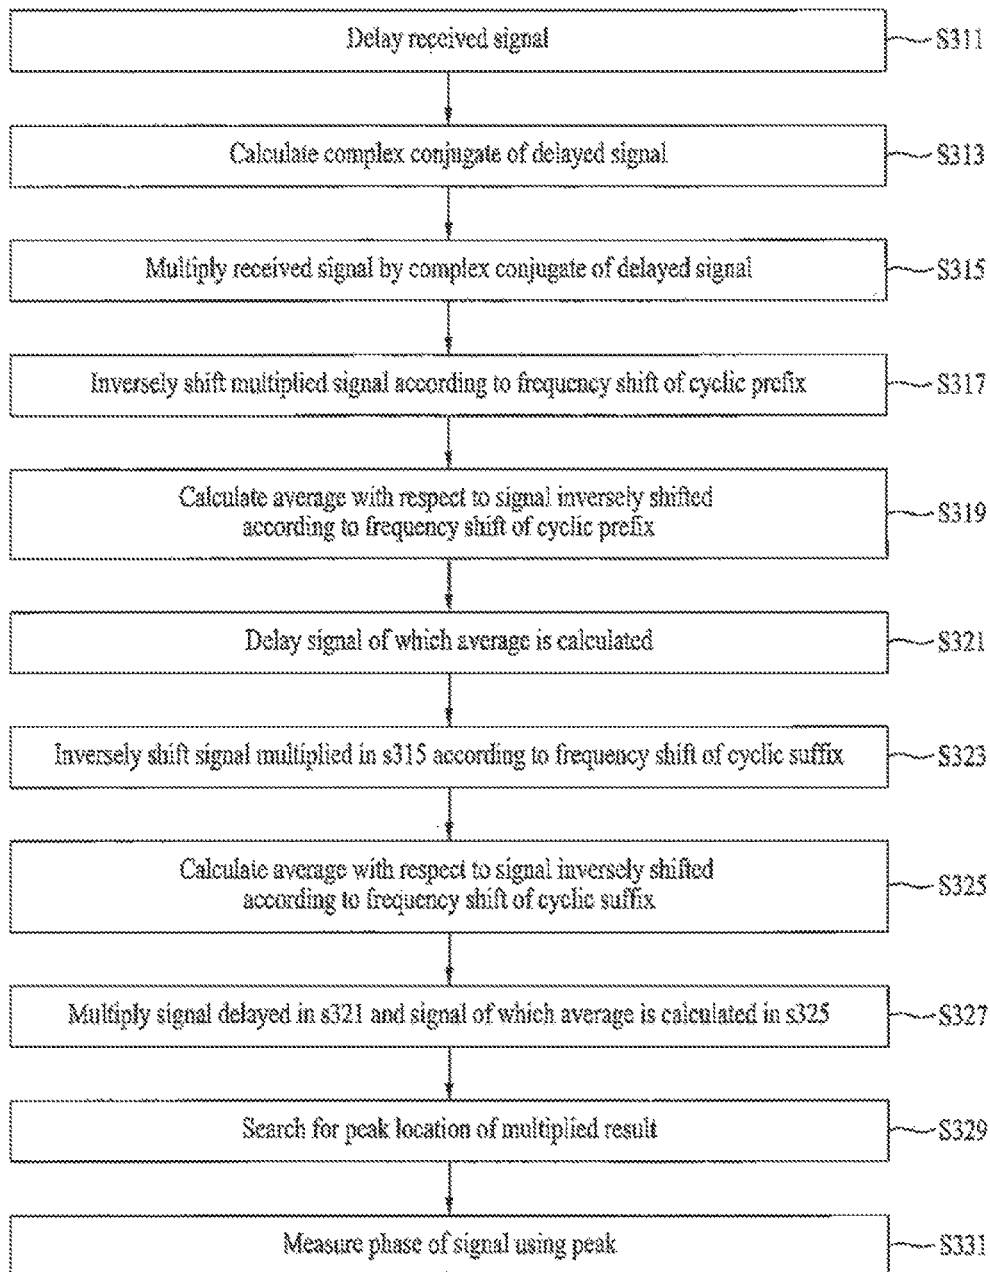 Delay received signal
S311
Calculate complex conjugate of delayed signal
S313
Multiply received signal by complex conjugate of delayed signal
S315
Inversely shift multiplied signal according to frequency shift of cyclic prefix
S317
Calculate average with respect to signal inversely shifted
according to frequency shift of cyclic prefix
S319
Delay signal of which average is calculated
S321
Inversely shift signal multiplied in s315 according to frequency shift of cyclic suffix
S323
Calculate average with respect to signal inversely shifted
according to frequency shift of cyclic suffix
S325
Multiply signal delayed in s321 and signal of which average is calculated in s325
S327
Search for peak location of multiplied result
S329
Measure phase of signal using peak
S331